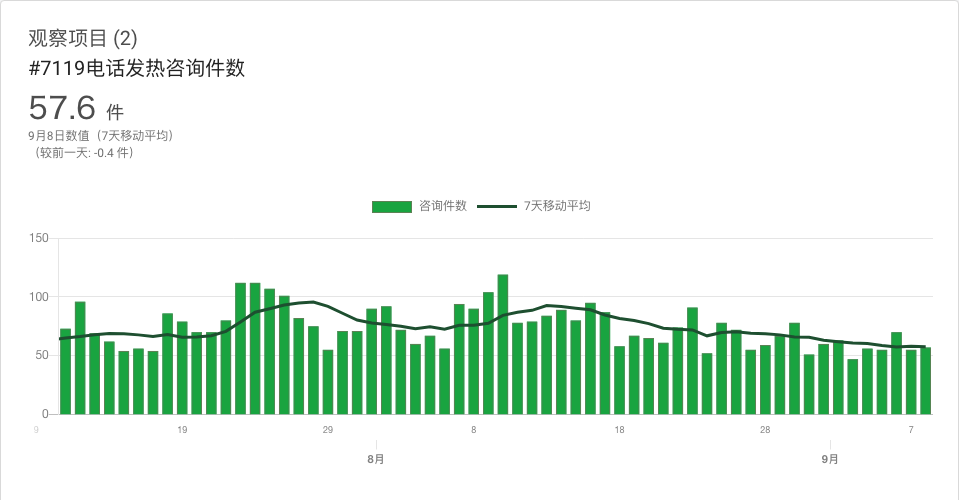 观察项目 (2)
#7119电话发热咨询件数
57.6 件
9月8日数值（7天移动平均）
（较前一天: -0.4 件）
咨询件数 7天移动平均
150
100
50
0
9 19 29 8 18 28 7
8月 9月